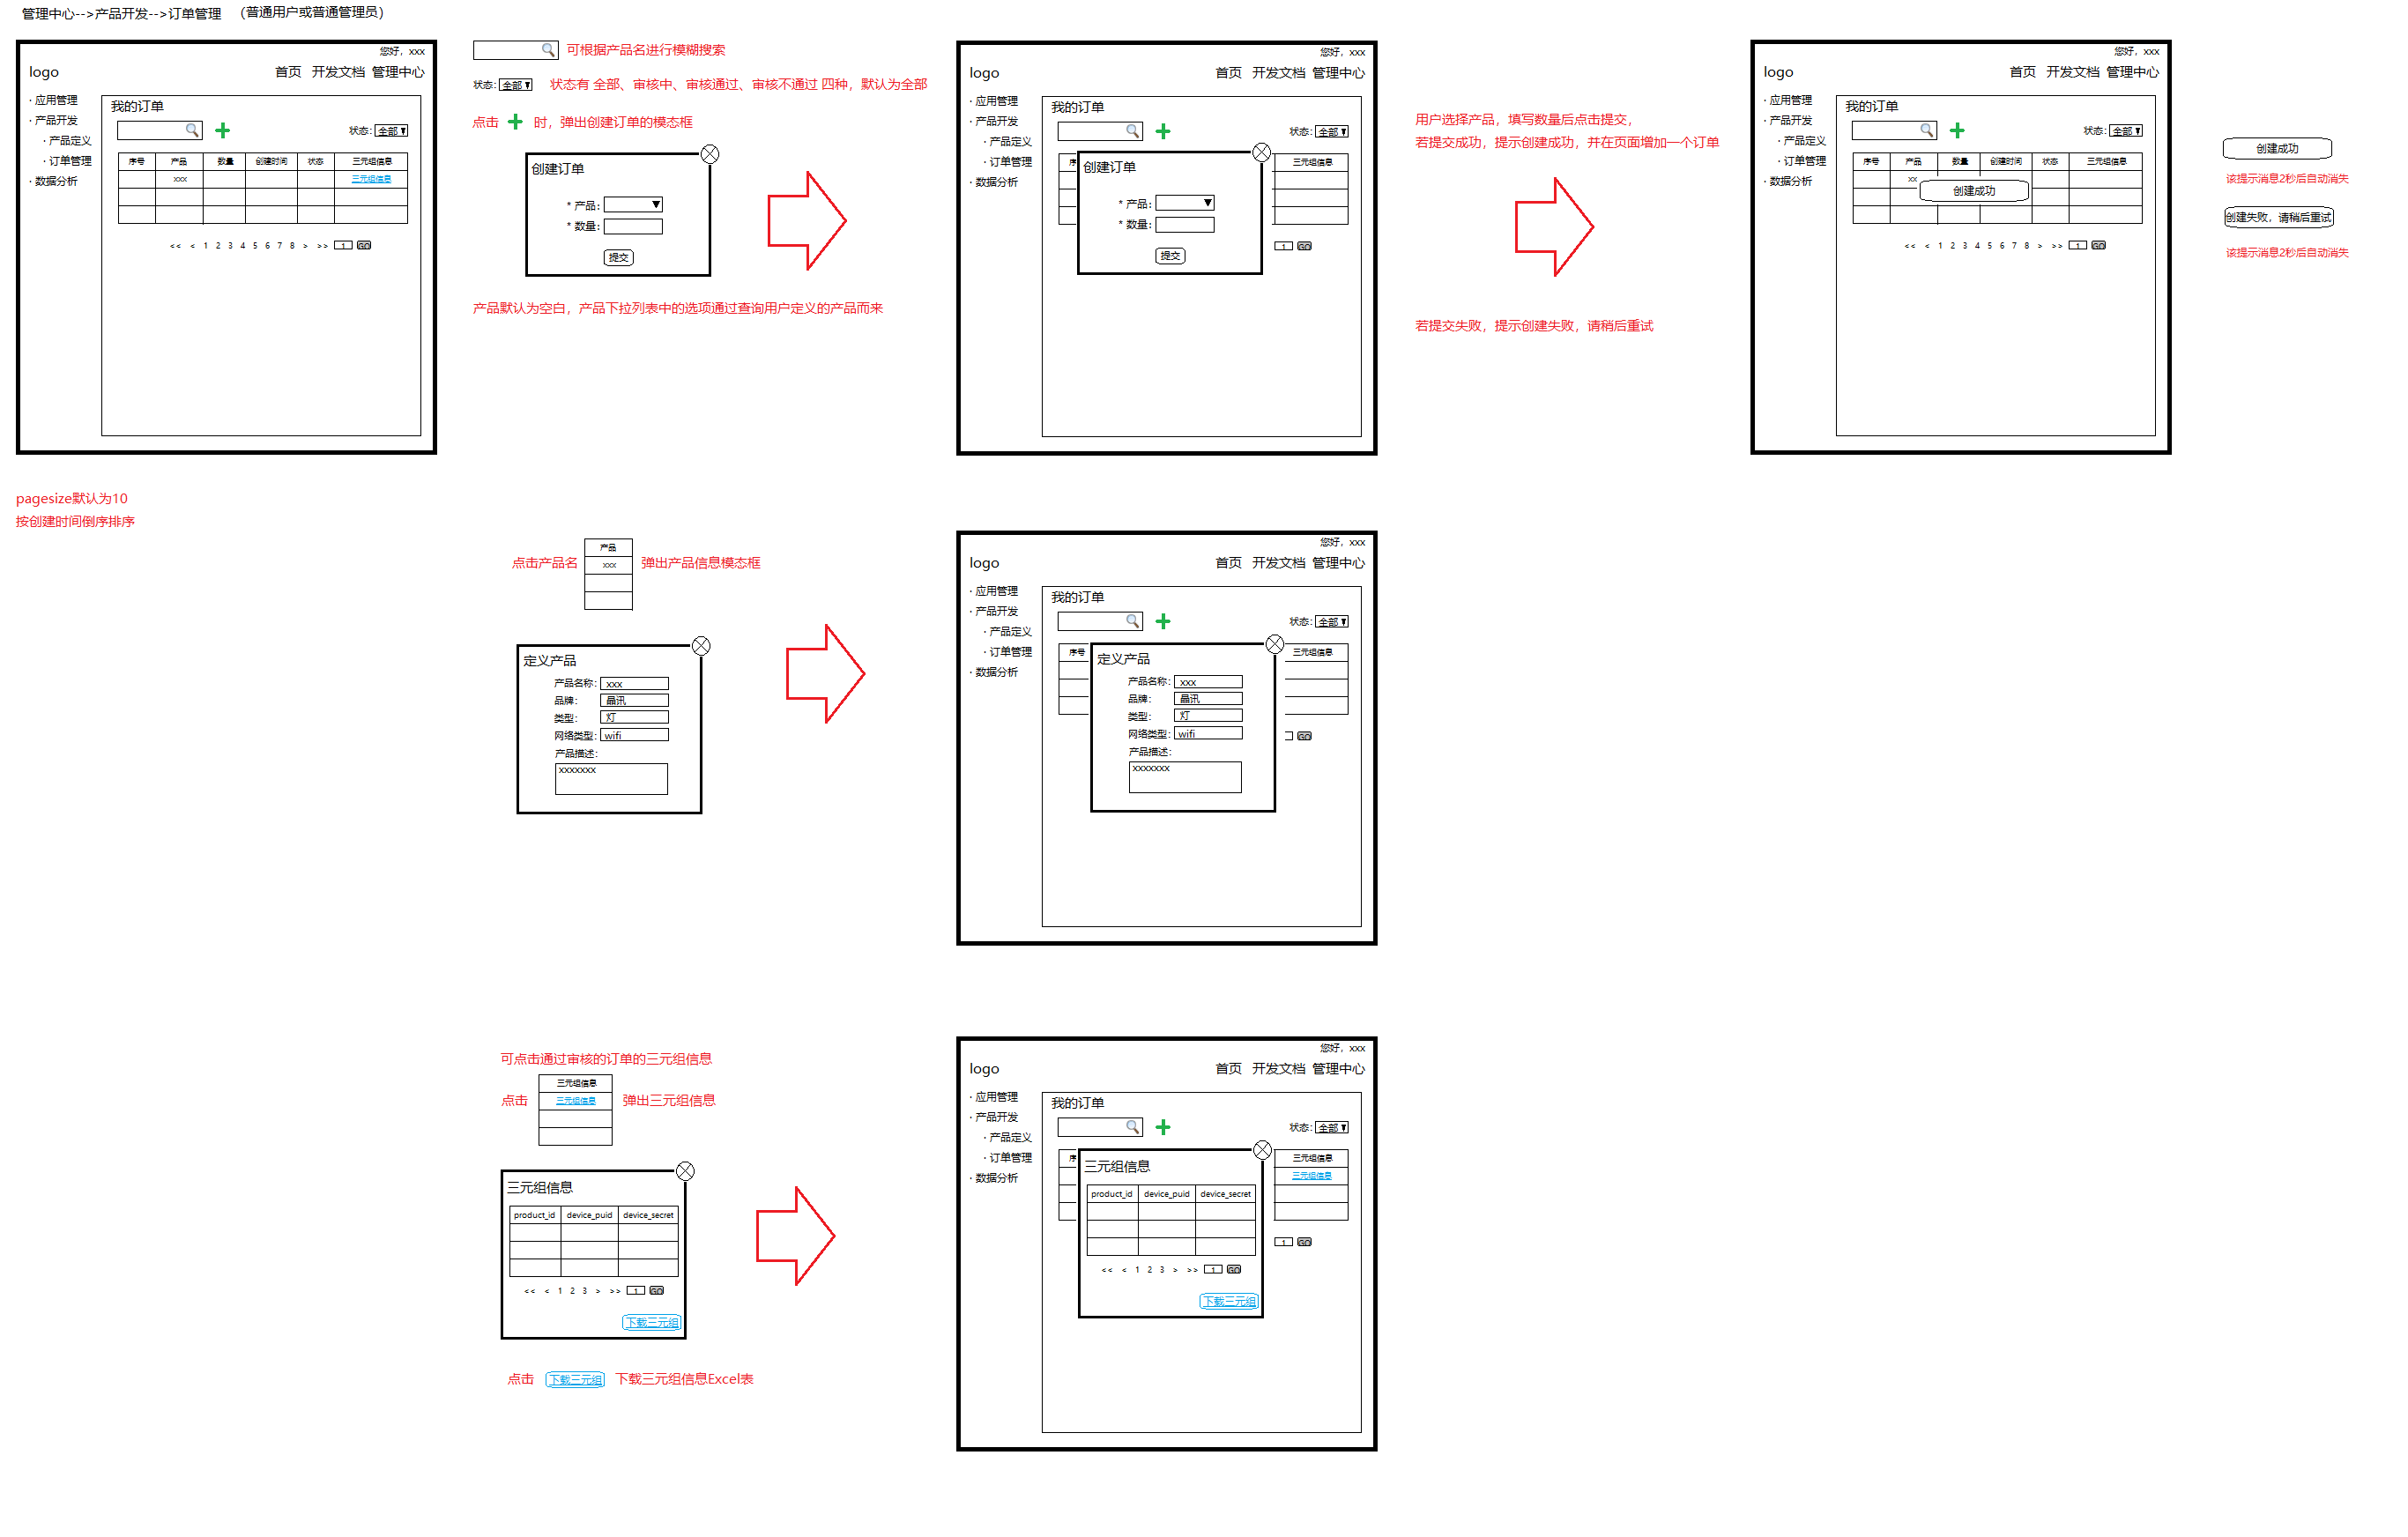 管理中心-->产品开发-->订单管理 （普通用户或普通管理员）
您好，xxx
logo
首页 开发文档 管理中心
· 应用管理
· 产品开发
· 产品定义
· 订单管理
· 数据分析
我的订单
状态: 全部
序号 产品 数量 创建时间 状态 三元组信息
xxx 三元组信息
<< < 1 2 3 4 5 6 7 8 > >> 1 GO
pagesize默认为10
按创建时间倒序排序
可根据产品名进行模糊搜索
状态: 全部 状态有 全部、审核中、审核通过、审核不通过 四种，默认为全部
点击 时，弹出创建订单的模态框
创建订单
* 产品:
* 数量:
提交
产品默认为空白，产品下拉列表中的选项通过查询用户定义的产品而来
您好，xxx
logo
首页 开发文档 管理中心
· 应用管理
· 产品开发
· 产品定义
· 订单管理
· 数据分析
我的订单
状态: 全部
三元组信息
创建订单
* 产品:
* 数量:
提交
1 GO
用户选择产品，填写数量后点击提交，
若提交成功，提示创建成功，并在页面增加一个订单
若提交失败，提示创建失败，请稍后重试
您好，xxx
logo
首页 开发文档 管理中心
· 应用管理
· 产品开发
· 产品定义
· 订单管理
· 数据分析
我的订单
状态: 全部
序号 产品 数量 创建时间 状态 三元组信息
xx
创建成功
<< < 1 2 3 4 5 6 7 8 > >> 1 GO
创建成功
该提示消息2秒后自动消失
创建失败，请稍后重试
该提示消息2秒后自动消失
点击产品名
产品
xxx
弹出产品信息模态框
定义产品
产品名称: xxx
品牌: 晶讯
类型: 灯
网络类型: wifi
产品描述:
xxxxxxx
您好，xxx
logo
首页 开发文档 管理中心
· 应用管理
· 产品开发
· 产品定义
· 订单管理
· 数据分析
我的订单
状态: 全部
序号 三元组信息
定义产品
产品名称: xxx
品牌: 晶讯
类型: 灯
网络类型: wifi
产品描述:
xxxxxxx
GO
可点击通过审核的订单的三元组信息
三元组信息
点击 三元组信息 弹出三元组信息
三元组信息
product_id device_puid device_secret
<< < 1 2 3 > >> 1 GO
下载三元组
点击 下载三元组 下载三元组信息Excel表
您好，xxx
logo
首页 开发文档 管理中心
· 应用管理
· 产品开发
· 产品定义
· 订单管理
· 数据分析
我的订单
状态: 全部
三元组信息
三元组信息
三元组信息
product_id device_puid device_secret
<< < 1 2 3 > >> 1 GO
下载三元组
1 GO